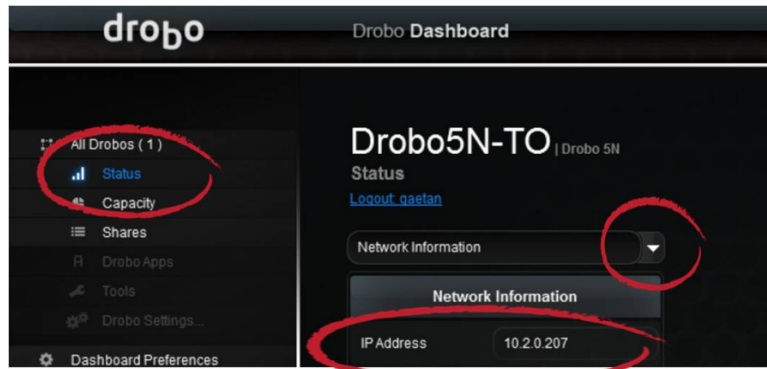 drobo
Drobo Dashboard
All Drobos ( 1 )
Status
Capacity
Shares
Drobo Apps
Tools
Drobo Settings...
Dashboard Preferences
Drobo5N-TO | Drobo 5N
Status
Logout: gaetan
Network Information
Network Information
IP Address 10.2.0.207